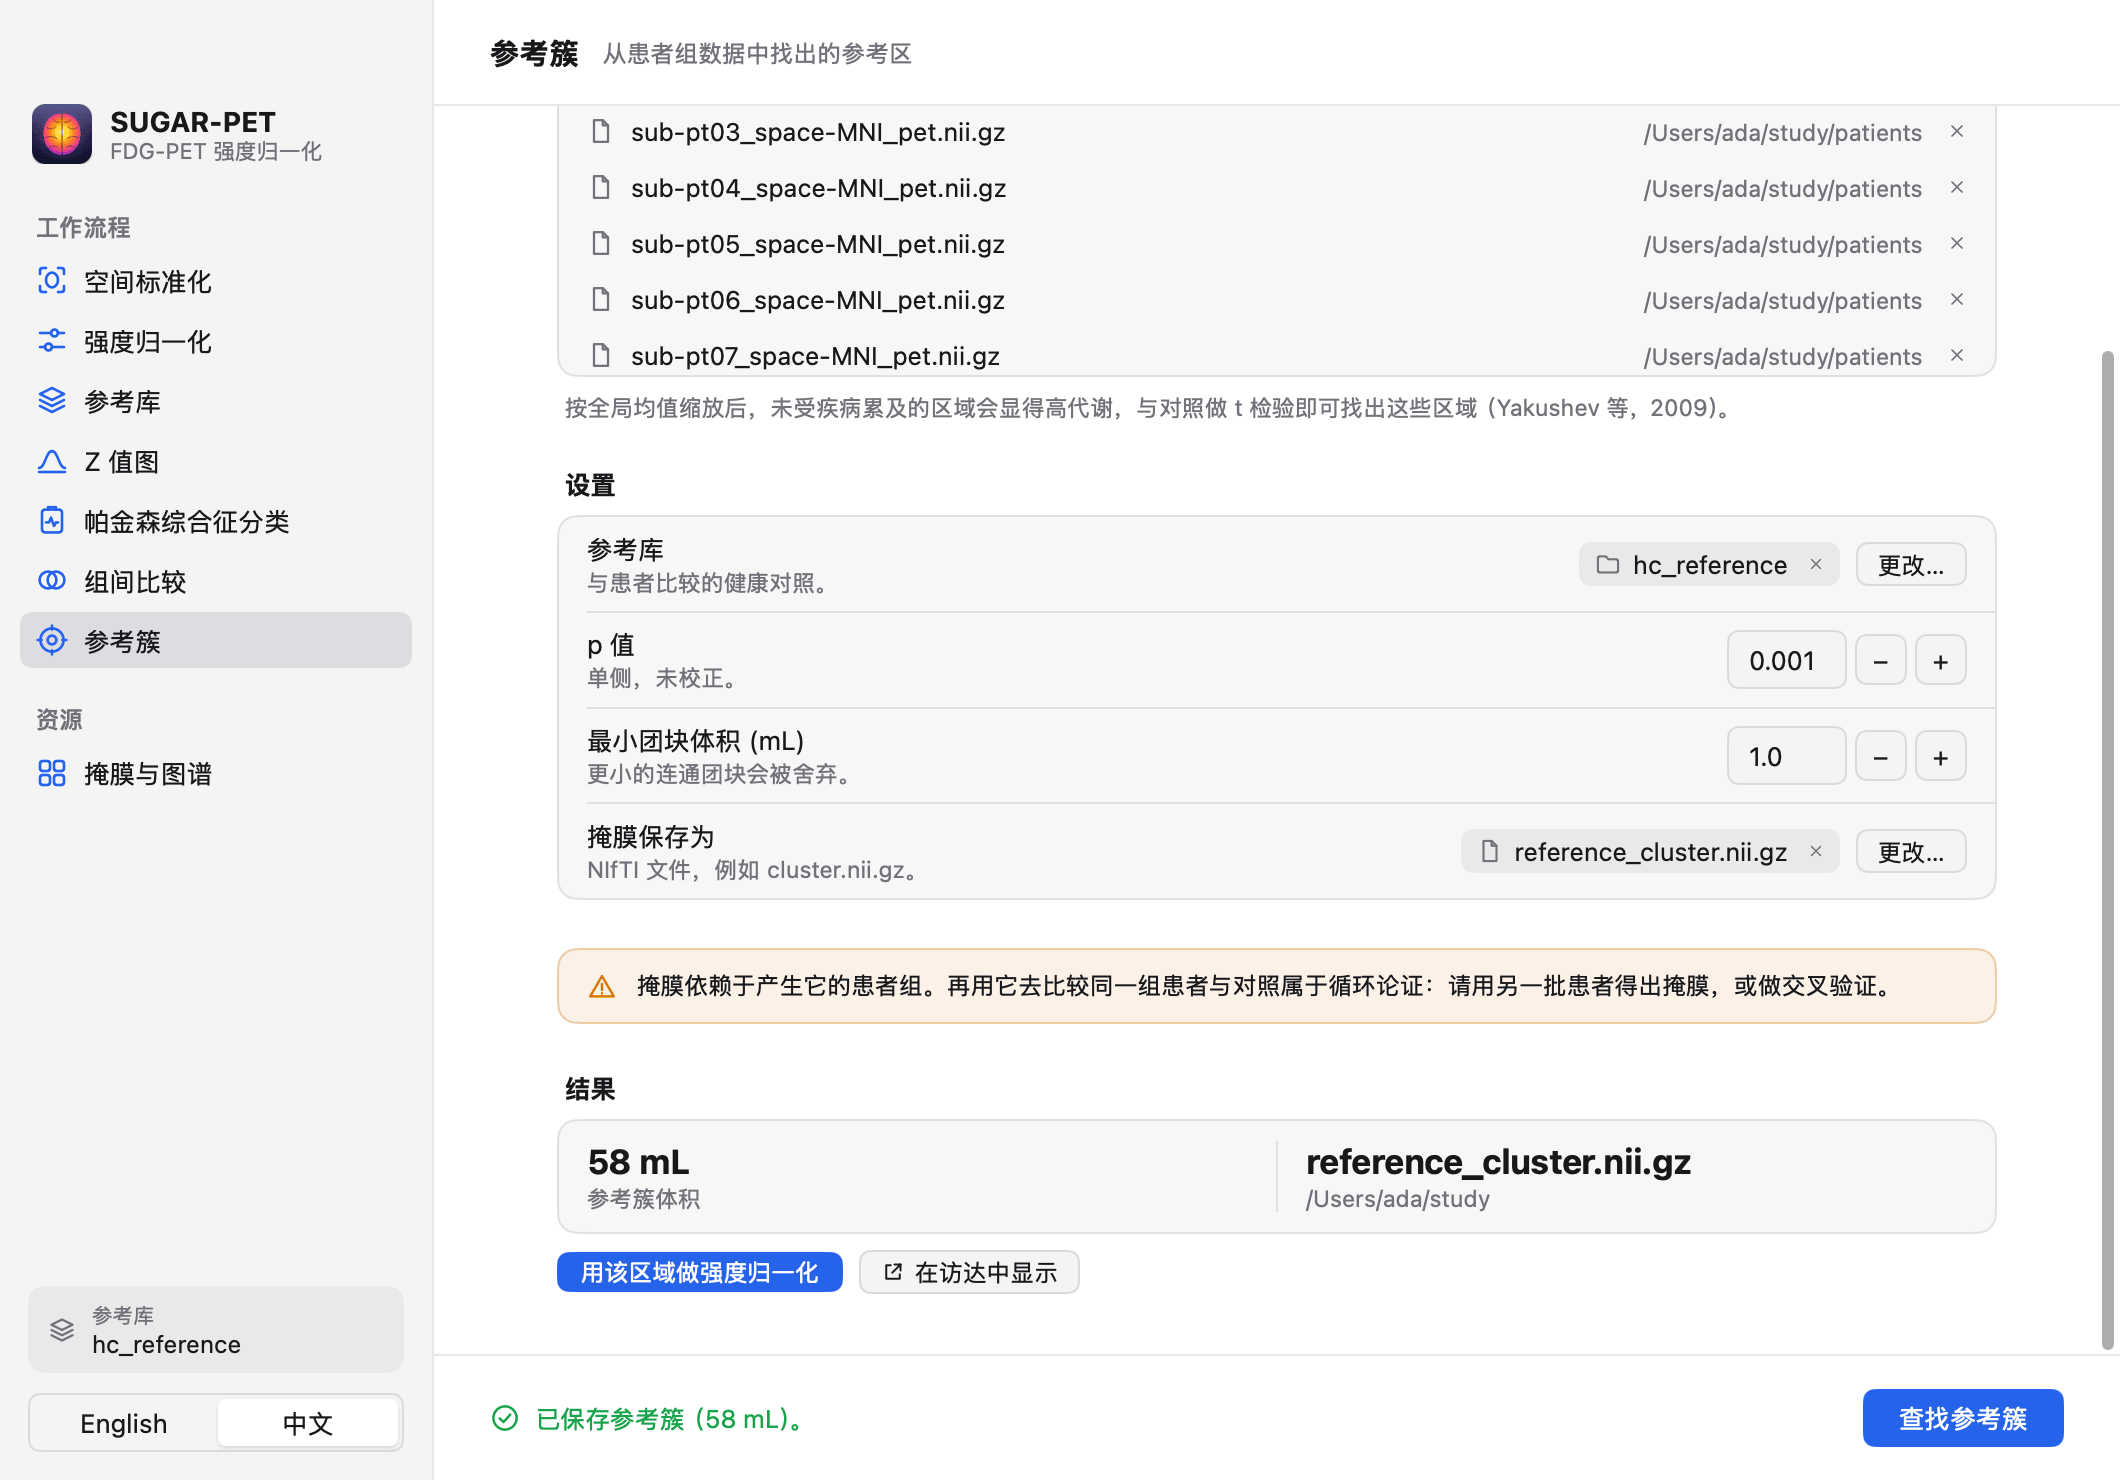 参考簇 从患者组数据中找出的参考区
SUGAR-PET
FDG-PET 强度归一化
工作流程
空间标准化
强度归一化
参考库
Z 值图
帕金森综合征分类
组间比较
参考簇
资源
掩膜与图谱
参考库
hc_reference
English 中文
sub-pt03_space-MNI_pet.nii.gz /Users/ada/study/patients ×
sub-pt04_space-MNI_pet.nii.gz /Users/ada/study/patients ×
sub-pt05_space-MNI_pet.nii.gz /Users/ada/study/patients ×
sub-pt06_space-MNI_pet.nii.gz /Users/ada/study/patients ×
sub-pt07_space-MNI_pet.nii.gz /Users/ada/study/patients ×
按全局均值缩放后，未受疾病累及的区域会显得高代谢，与对照做 t 检验即可找出这些区域（Yakushev 等，2009）。
设置
参考库
与患者比较的健康对照。
hc_reference × 更改...
p 值
单侧，未校正。
0.001 − +
最小团块体积 (mL)
更小的连通团块会被舍弃。
1.0 − +
掩膜保存为
NIfTI 文件，例如 cluster.nii.gz。
reference_cluster.nii.gz × 更改...
掩膜依赖于产生它的患者组。再用它去比较同一组患者与对照属于循环论证：请用另一批患者得出掩膜，或做交叉验证。
结果
58 mL
参考簇体积
reference_cluster.nii.gz
/Users/ada/study
用该区域做强度归一化 在访达中显示
已保存参考簇（58 mL）。
查找参考簇